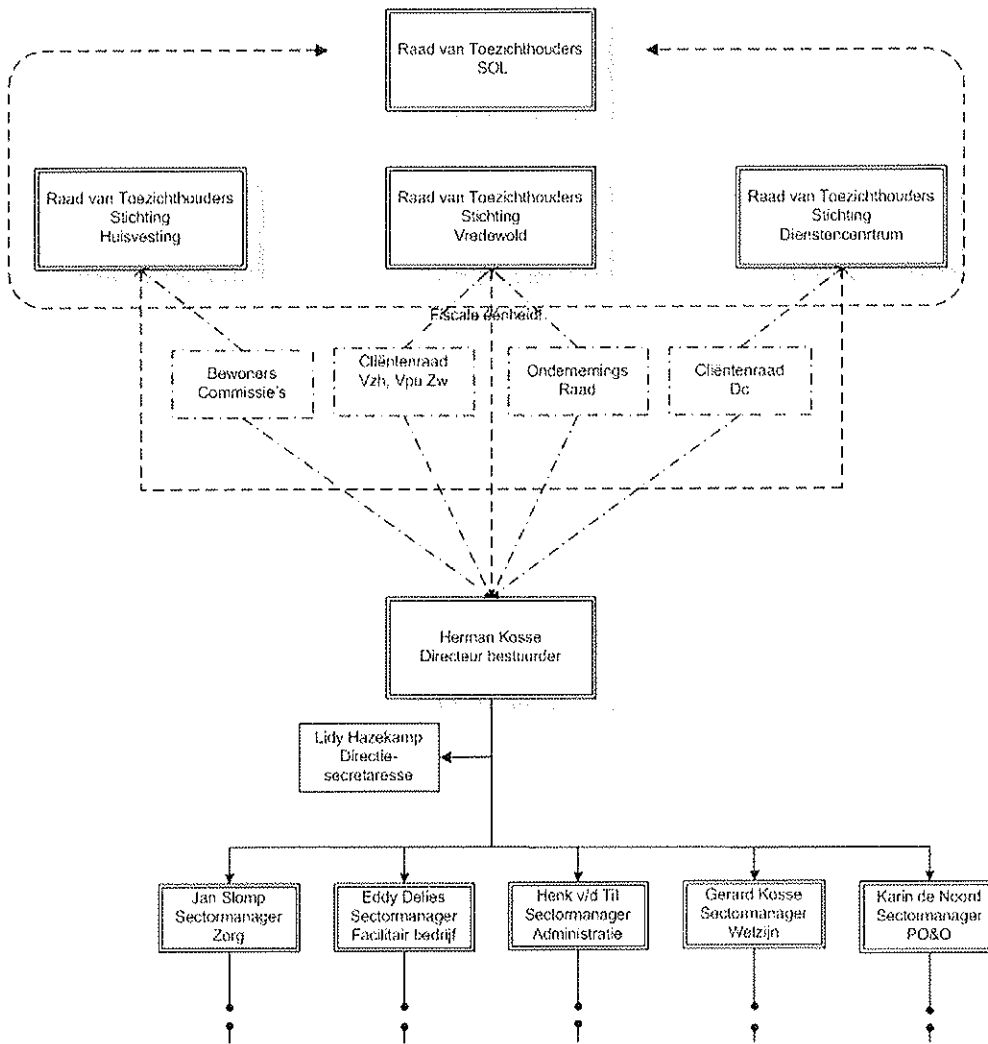 Raad van Toezichthouders
SOL
Raad van Toezichthouders
Stichting
Huisvesting
Raad van Toezichthouders
Stichting
Vredewold
Raad van Toezichthouders
Stichting
Dienstencenrtrum
Fiscale eenheid!
Bewoners
Commissie's
Cliëntenraad
Vzh, Vpu Zw
Ondernemings
Raad
Cliëntenraad
Dc
Herman Kosse
Directeur bestuurder
Lidy Hazekamp
Directie-
secretaresse
Jan Slomp
Sectormanager
Zorg
Eddy Delies
Sectormanager
Facilitair bedrijf
Henk v/d Til
Sectormanager
Administratie
Gerard Kosse
Sectormanager
Welzijn
Karin de Noord
Sectormanager
PO&O